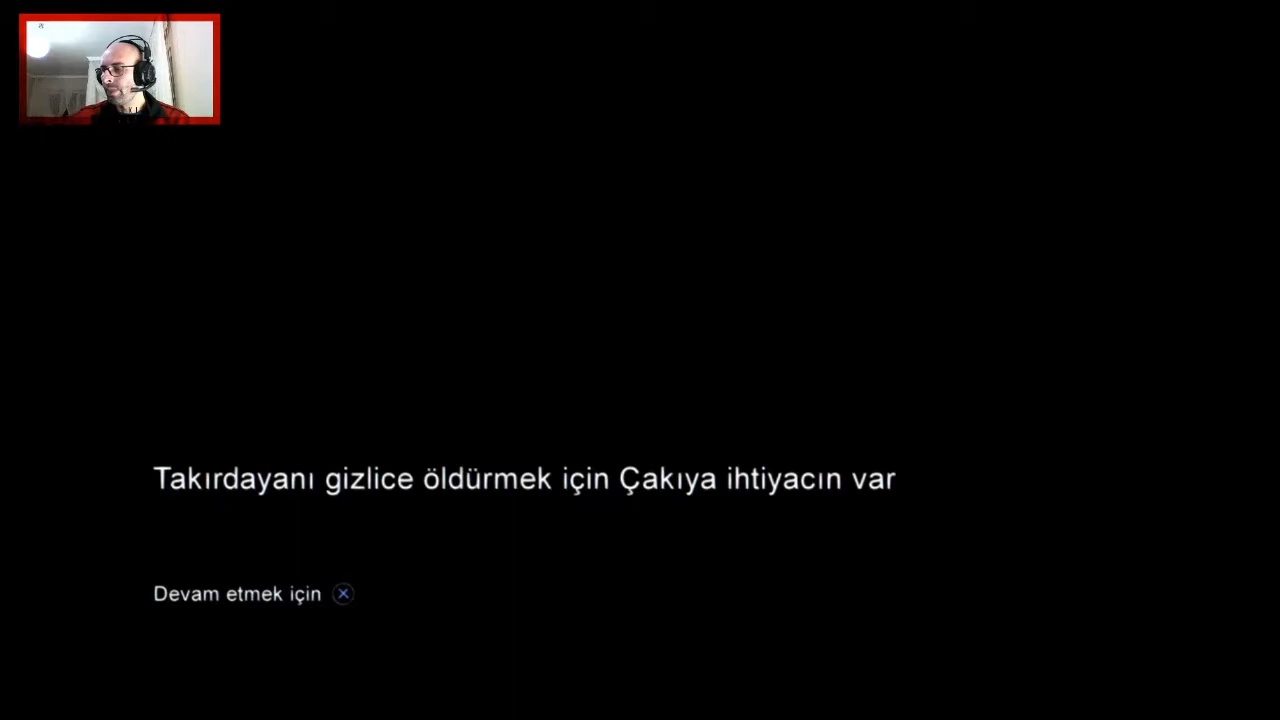 Takırdayanı gizlice öldürmek için Çakıya ihtiyacın var
Devam etmek için